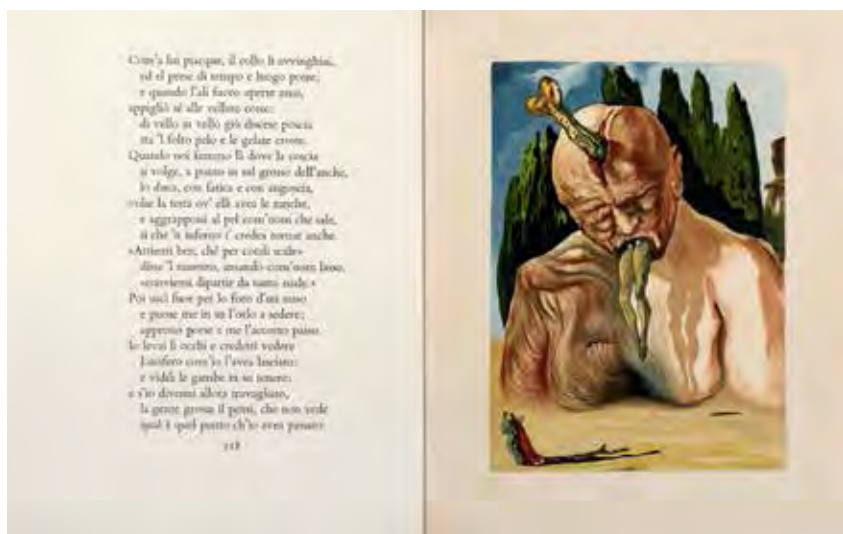 Com'a lui piacque, il collo li avvinghiai,
ed el prese di tempo e luogo poste;
e quando l'ali fuoro aperte assai,
appigliò sé alle vellute coste:
di vello in vello giù discese poscia
tra 'l folto pelo e le gelate croste.
Quando noi fummo là dove la coscia
si volge, a punto in sul grosso dell'anche,
lo duca, con fatica e con angoscia,
volse la testa ov' elli avea le zanche,
e aggrappossi al pel com'uom che sale,
sì che 'n inferno i' credea tornar anche.
«Attienti ben, ché per cotali scale»
disse 'l maestro, ansando com'uom lasso,
«conviensi dipartir da tanto male.»
Poi uscì fuor per lo foro d'un sasso
e puose me in su l'orlo a sedere;
appresso porse a me l'accorto passo.
Io levai li occhi e credetti vedere
Lucifero com'io l'avea lasciato;
e vidili le gambe in su tenere;
e s'io divenni allora travagliato,
la gente grossa il pensi, che non vede
qual è quel punto ch'io avea passato.